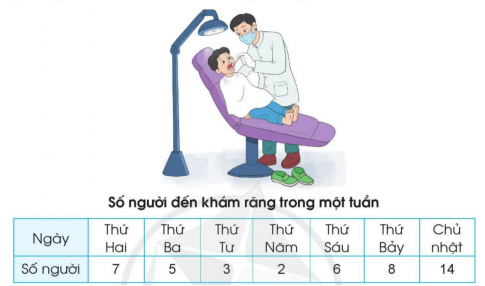 Số người đến khám răng trong một tuần
Ngày Thứ Hai Thứ Ba Thứ Tư Thứ Năm Thứ Sáu Thứ Bảy Chủ nhật
Số người 7 5 3 2 6 8 14